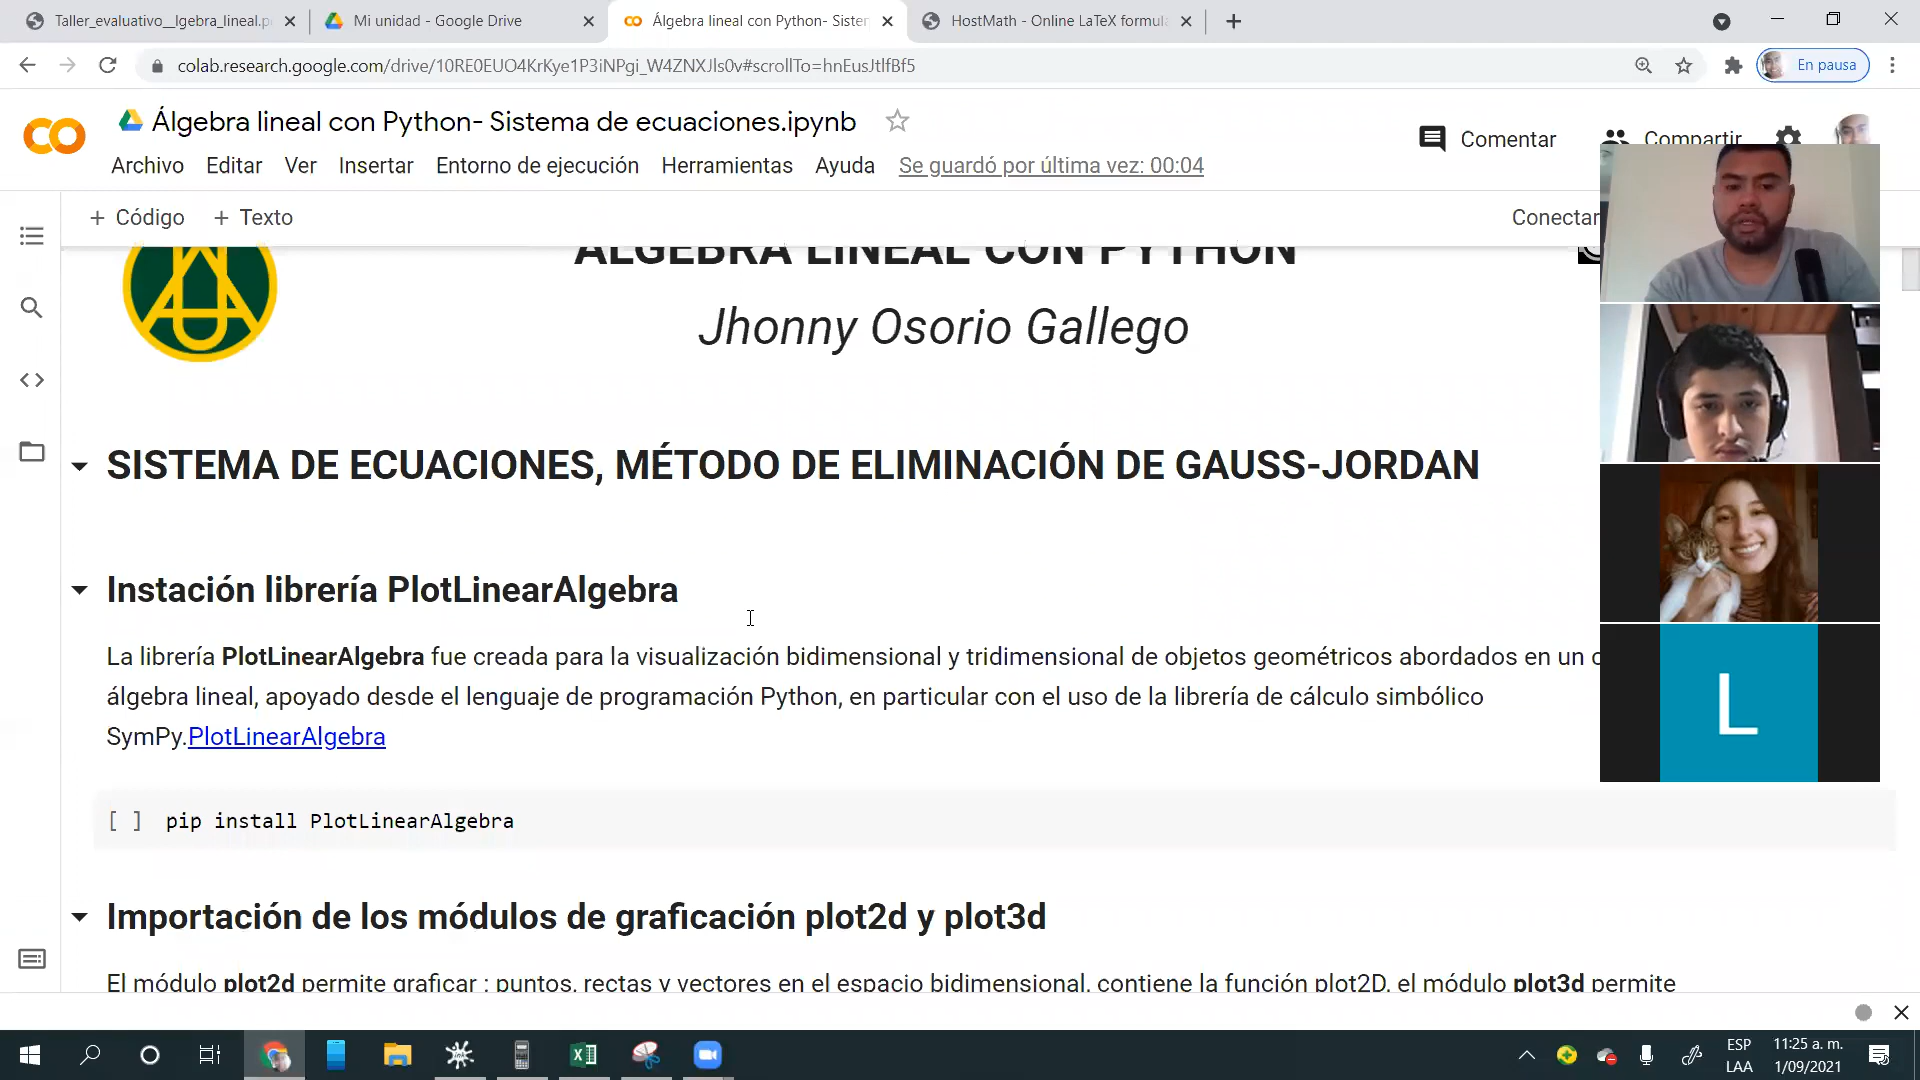 Taller_evaluativo__lgebra_lineal.p
Mi unidad - Google Drive
Álgebra lineal con Python- Sister
HostMath - Online LaTeX formula
colab.research.google.com/drive/10RE0EUO4KrKye1P3iNPgi_W4ZNXJls0v#scrollTo=hnEusJtlfBf5
En pausa
Álgebra lineal con Python- Sistema de ecuaciones.ipynb
Comentar
Compartir
Archivo Editar Ver Insertar Entorno de ejecución Herramientas Ayuda Se guardó por última vez: 00:04
+ Código + Texto
Conectar
ÁLGEBRA LINEAL CON PYTHON
Jhonny Osorio Gallego
SISTEMA DE ECUACIONES, MÉTODO DE ELIMINACIÓN DE GAUSS-JORDAN
Instación librería PlotLinearAlgebra
La librería PlotLinearAlgebra fue creada para la visualización bidimensional y tridimensional de objetos geométricos abordados en un
álgebra lineal, apoyado desde el lenguaje de programación Python, en particular con el uso de la librería de cálculo simbólico
SymPy.PlotLinearAlgebra
[ ] pip install PlotLinearAlgebra
Importación de los módulos de graficación plot2d y plot3d
El módulo plot2d permite graficar : puntos, rectas y vectores en el espacio bidimensional, contiene la función plot2D, el módulo plot3d permite
L
ESP
LAA
11:25 a. m.
1/09/2021